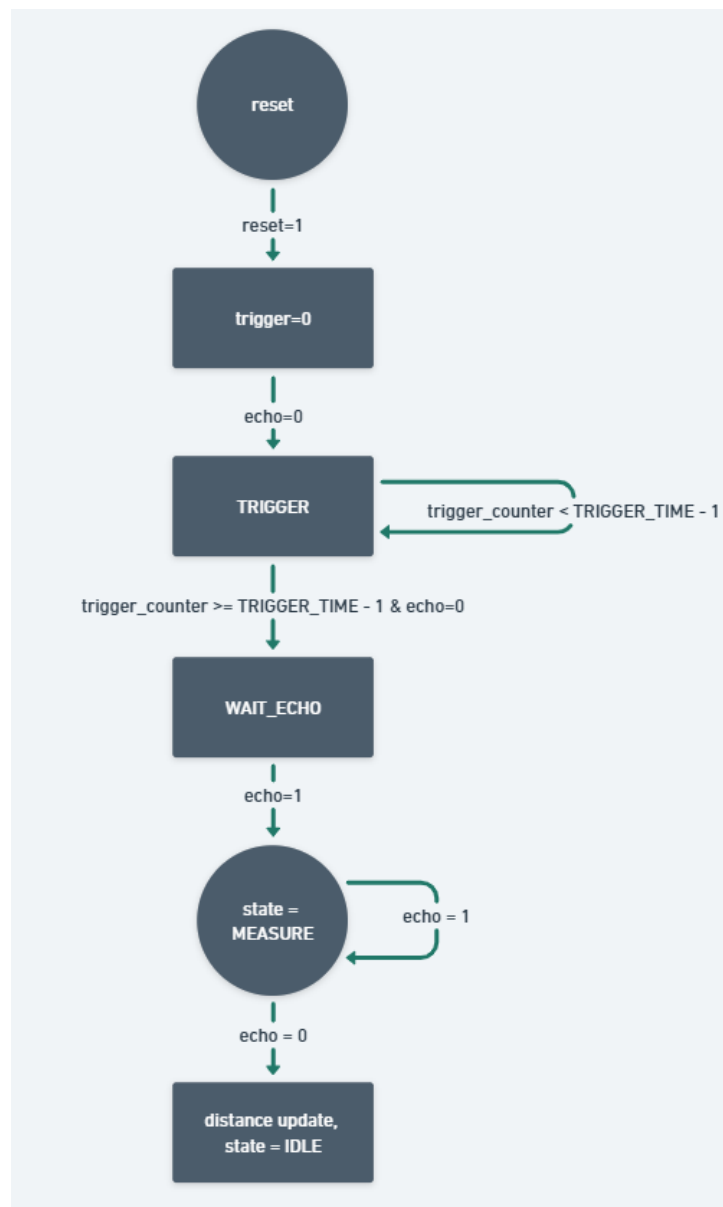 reset
reset=1
trigger=0
echo=0
TRIGGER
trigger_counter < TRIGGER_TIME - 1
trigger_counter >= TRIGGER_TIME - 1 & echo=0
WAIT_ECHO
echo=1
state =
MEASURE
echo = 1
echo = 0
distance update,
state = IDLE